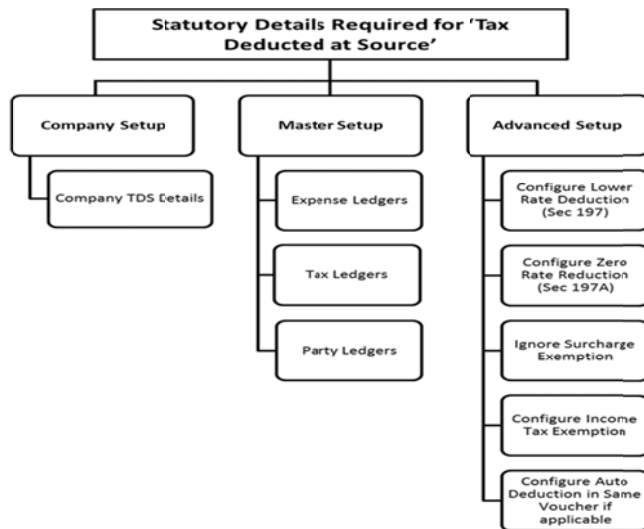 Statutory Details Required for ‘Tax
Deducted at Source’
Company Setup
Company TDS Details
Master Setup
Expense Ledgers
Tax Ledgers
Party Ledgers
Advanced Setup
Configure Lower
Rate Deduction
(Sec 197)
Configure Zero
Rate Reduction
(Sec 197A)
Ignore Surcharge
Exemption
Configure Income
Tax Exemption
Configure Auto
Deduction in Same
Voucher if
applicable